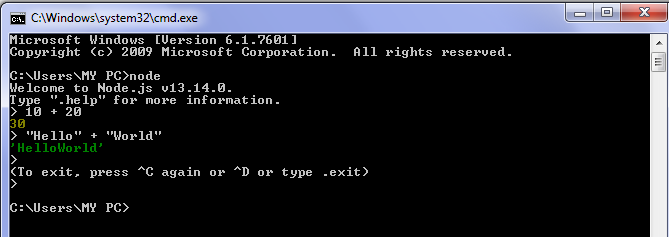 C:\Windows\system32\cmd.exe
Microsoft Windows [Version 6.1.7601]
Copyright (c) 2009 Microsoft Corporation.  All rights reserved.
C:\Users\MY PC>node
Welcome to Node.js v13.14.0.
Type ".help" for more information.
> 10 + 20
30
> "Hello" + "World"
'HelloWorld'
>
(To exit, press ^C again or ^D or type .exit)
>
C:\Users\MY PC>